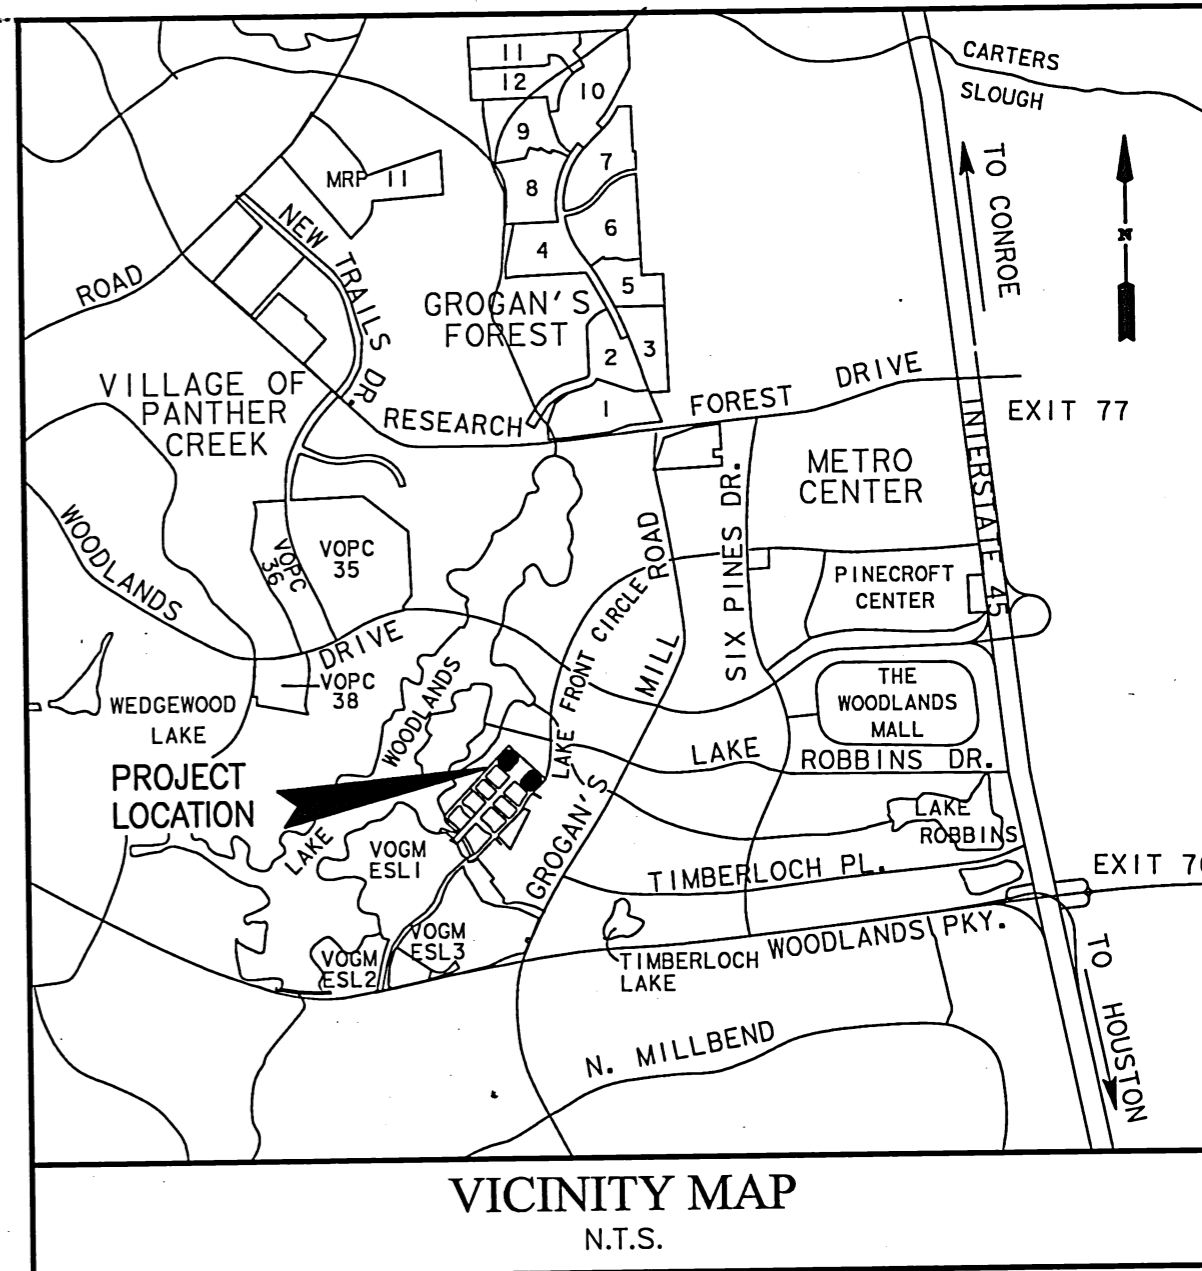 CARTERS
SLOUGH
TO CONROE
N
11
12
10
9
7
8
6
4
5
2
3
1
MRP 11
NEW TRAILS DR.
ROAD
GROGAN'S
FOREST
VILLAGE OF
PANTHER
CREEK
RESEARCH FOREST DRIVE
EXIT 77
INTERSTATE 45
METRO
CENTER
SIX PINES DR.
WOODLANDS DRIVE
VOPC
36
VOPC
35
VOPC
38
PINECROFT
CENTER
LAKE FRONT CIRCLE
GROGAN'S MILL ROAD
THE
WOODLANDS
MALL
WEDGEWOOD
LAKE
LAKE WOODLANDS
LAKE ROBBINS DR.
PROJECT
LOCATION
LAKE
ROBBINS
VOGM
ESL1
TIMBERLOCH PL.
EXIT 76
VOGM
ESL3
VOGM
ESL2
WOODLANDS PKY.
TIMBERLOCH
LAKE
TO HOUSTON
N. MILLBEND
VICINITY MAP
N.T.S.